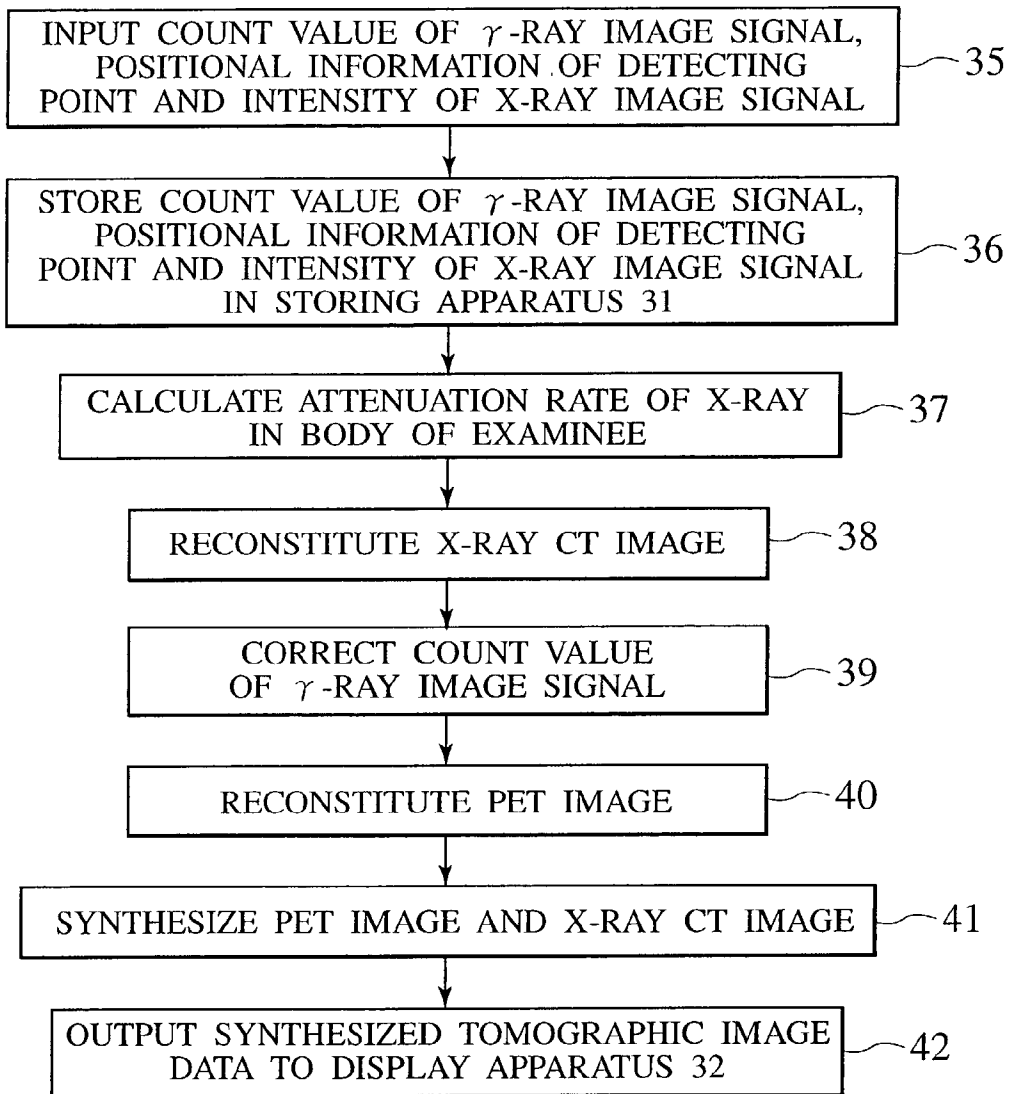 INPUT COUNT VALUE OF γ-RAY IMAGE SIGNAL,
POSITIONAL INFORMATION OF DETECTING
POINT AND INTENSITY OF X-RAY IMAGE SIGNAL
35
STORE COUNT VALUE OF γ-RAY IMAGE SIGNAL,
POSITIONAL INFORMATION OF DETECTING
POINT AND INTENSITY OF X-RAY IMAGE SIGNAL
IN STORING APPARATUS 31
36
CALCULATE ATTENUATION RATE OF X-RAY
IN BODY OF EXAMINEE
37
RECONSTITUTE X-RAY CT IMAGE
38
CORRECT COUNT VALUE
OF γ-RAY IMAGE SIGNAL
39
RECONSTITUTE PET IMAGE
40
SYNTHESIZE PET IMAGE AND X-RAY CT IMAGE
41
OUTPUT SYNTHESIZED TOMOGRAPHIC IMAGE
DATA TO DISPLAY APPARATUS 32
42